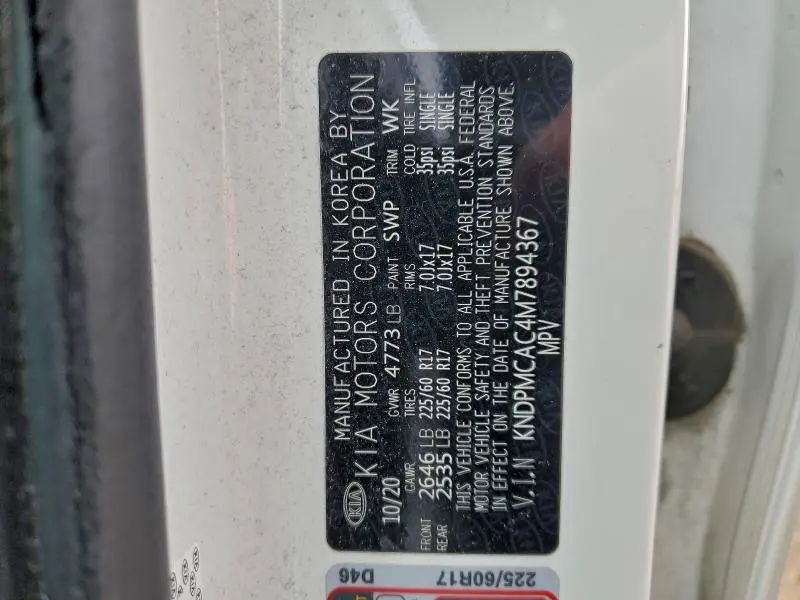 KIA
MANUFACTURED IN KOREA BY
KIA MOTORS CORPORATION
10/20 GVWR 4773 LB PAINT SWP TRIM WK
GAWR TIRES RIMS COLD TIRE INFL
FRONT 2646 LB 225/60 R17 7.0Jx17 35psi SINGLE
REAR 2535 LB 225/60 R17 7.0Jx17 35psi SINGLE
THIS VEHICLE CONFORMS TO ALL APPLICABLE U.S.A. FEDERAL
MOTOR VEHICLE SAFETY AND THEFT PREVENTION STANDARDS
IN EFFECT ON THE DATE OF MANUFACTURE SHOWN ABOVE.
V.I.N KNDPMCAC4M7894367
MPV
225/60R17 D46